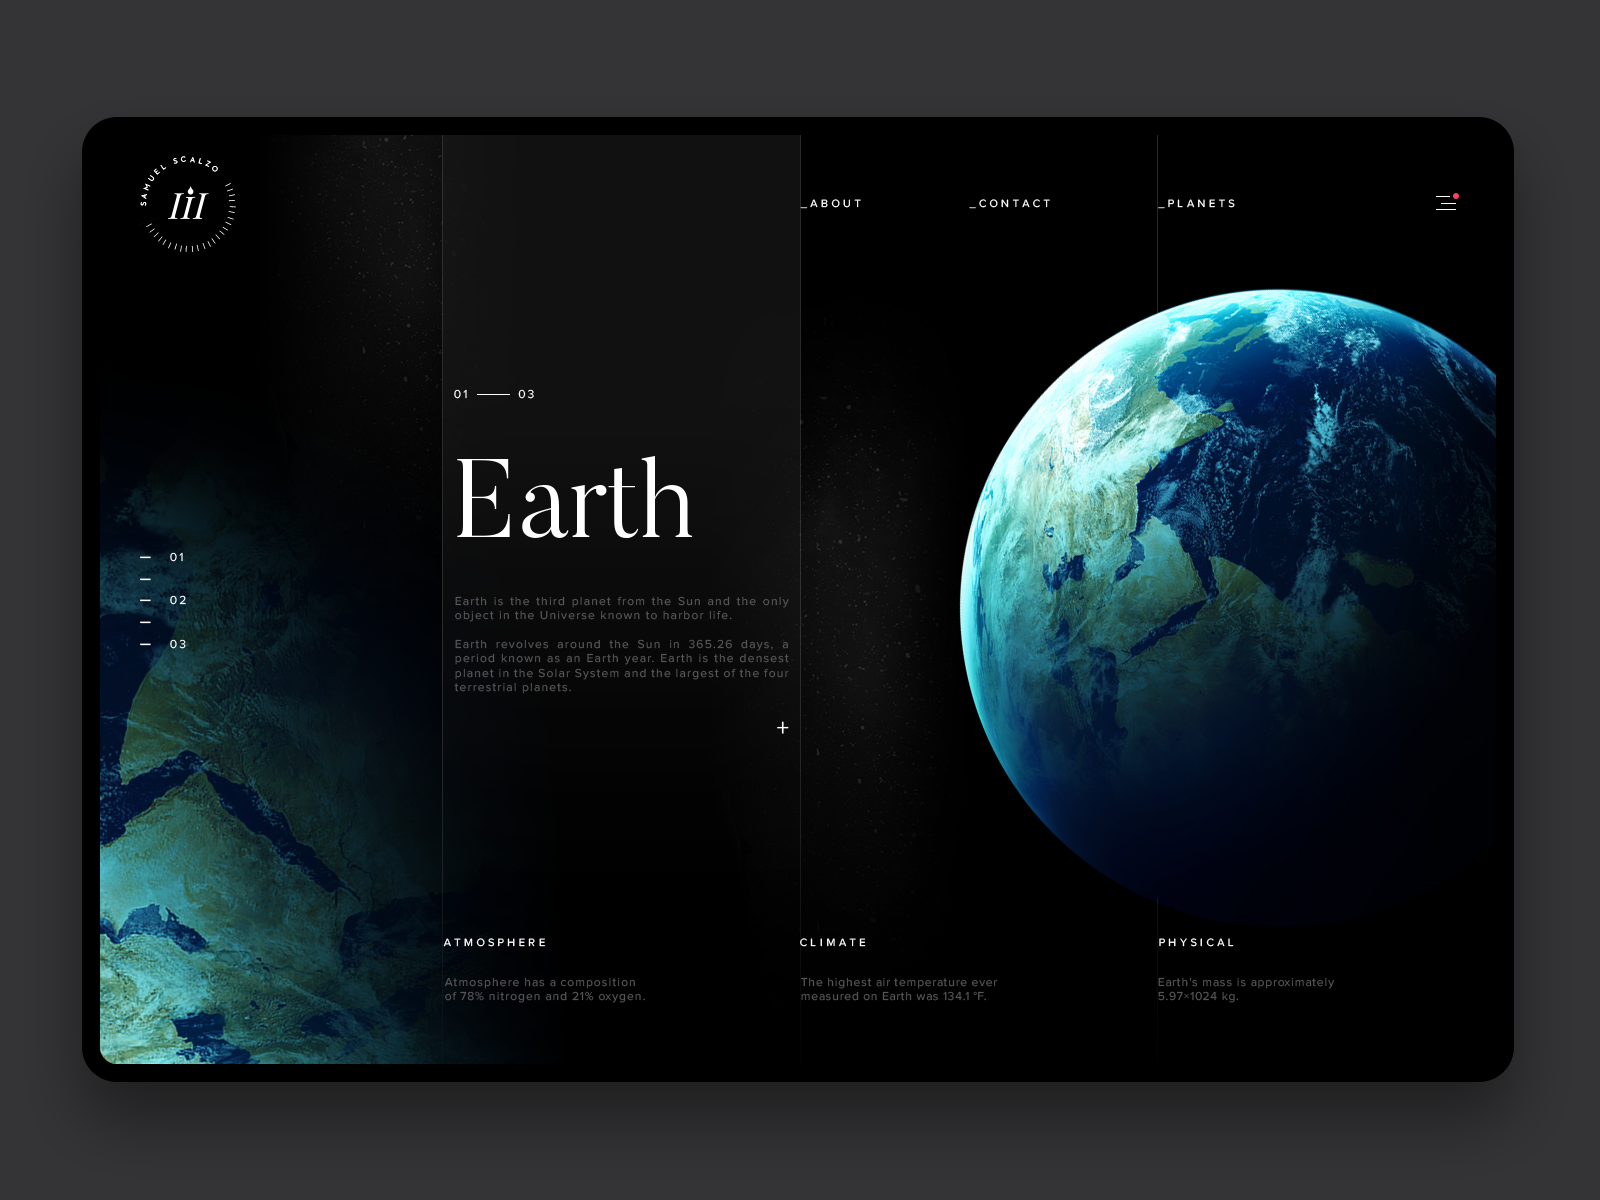 SAMUEL SCALZO
_ABOUT
_CONTACT
_PLANETS
01 — 03
Earth
01
02
03
Earth is the third planet from the Sun and the only
object in the Universe known to harbor life.
Earth revolves around the Sun in 365.26 days, a
period known as an Earth year. Earth is the densest
planet in the Solar System and the largest of the four
terrestrial planets.
+
ATMOSPHERE
Atmosphere has a composition
of 78% nitrogen and 21% oxygen.
CLIMATE
The highest air temperature ever
measured on Earth was 134.1 °F.
PHYSICAL
Earth's mass is approximately
5.97×1024 kg.